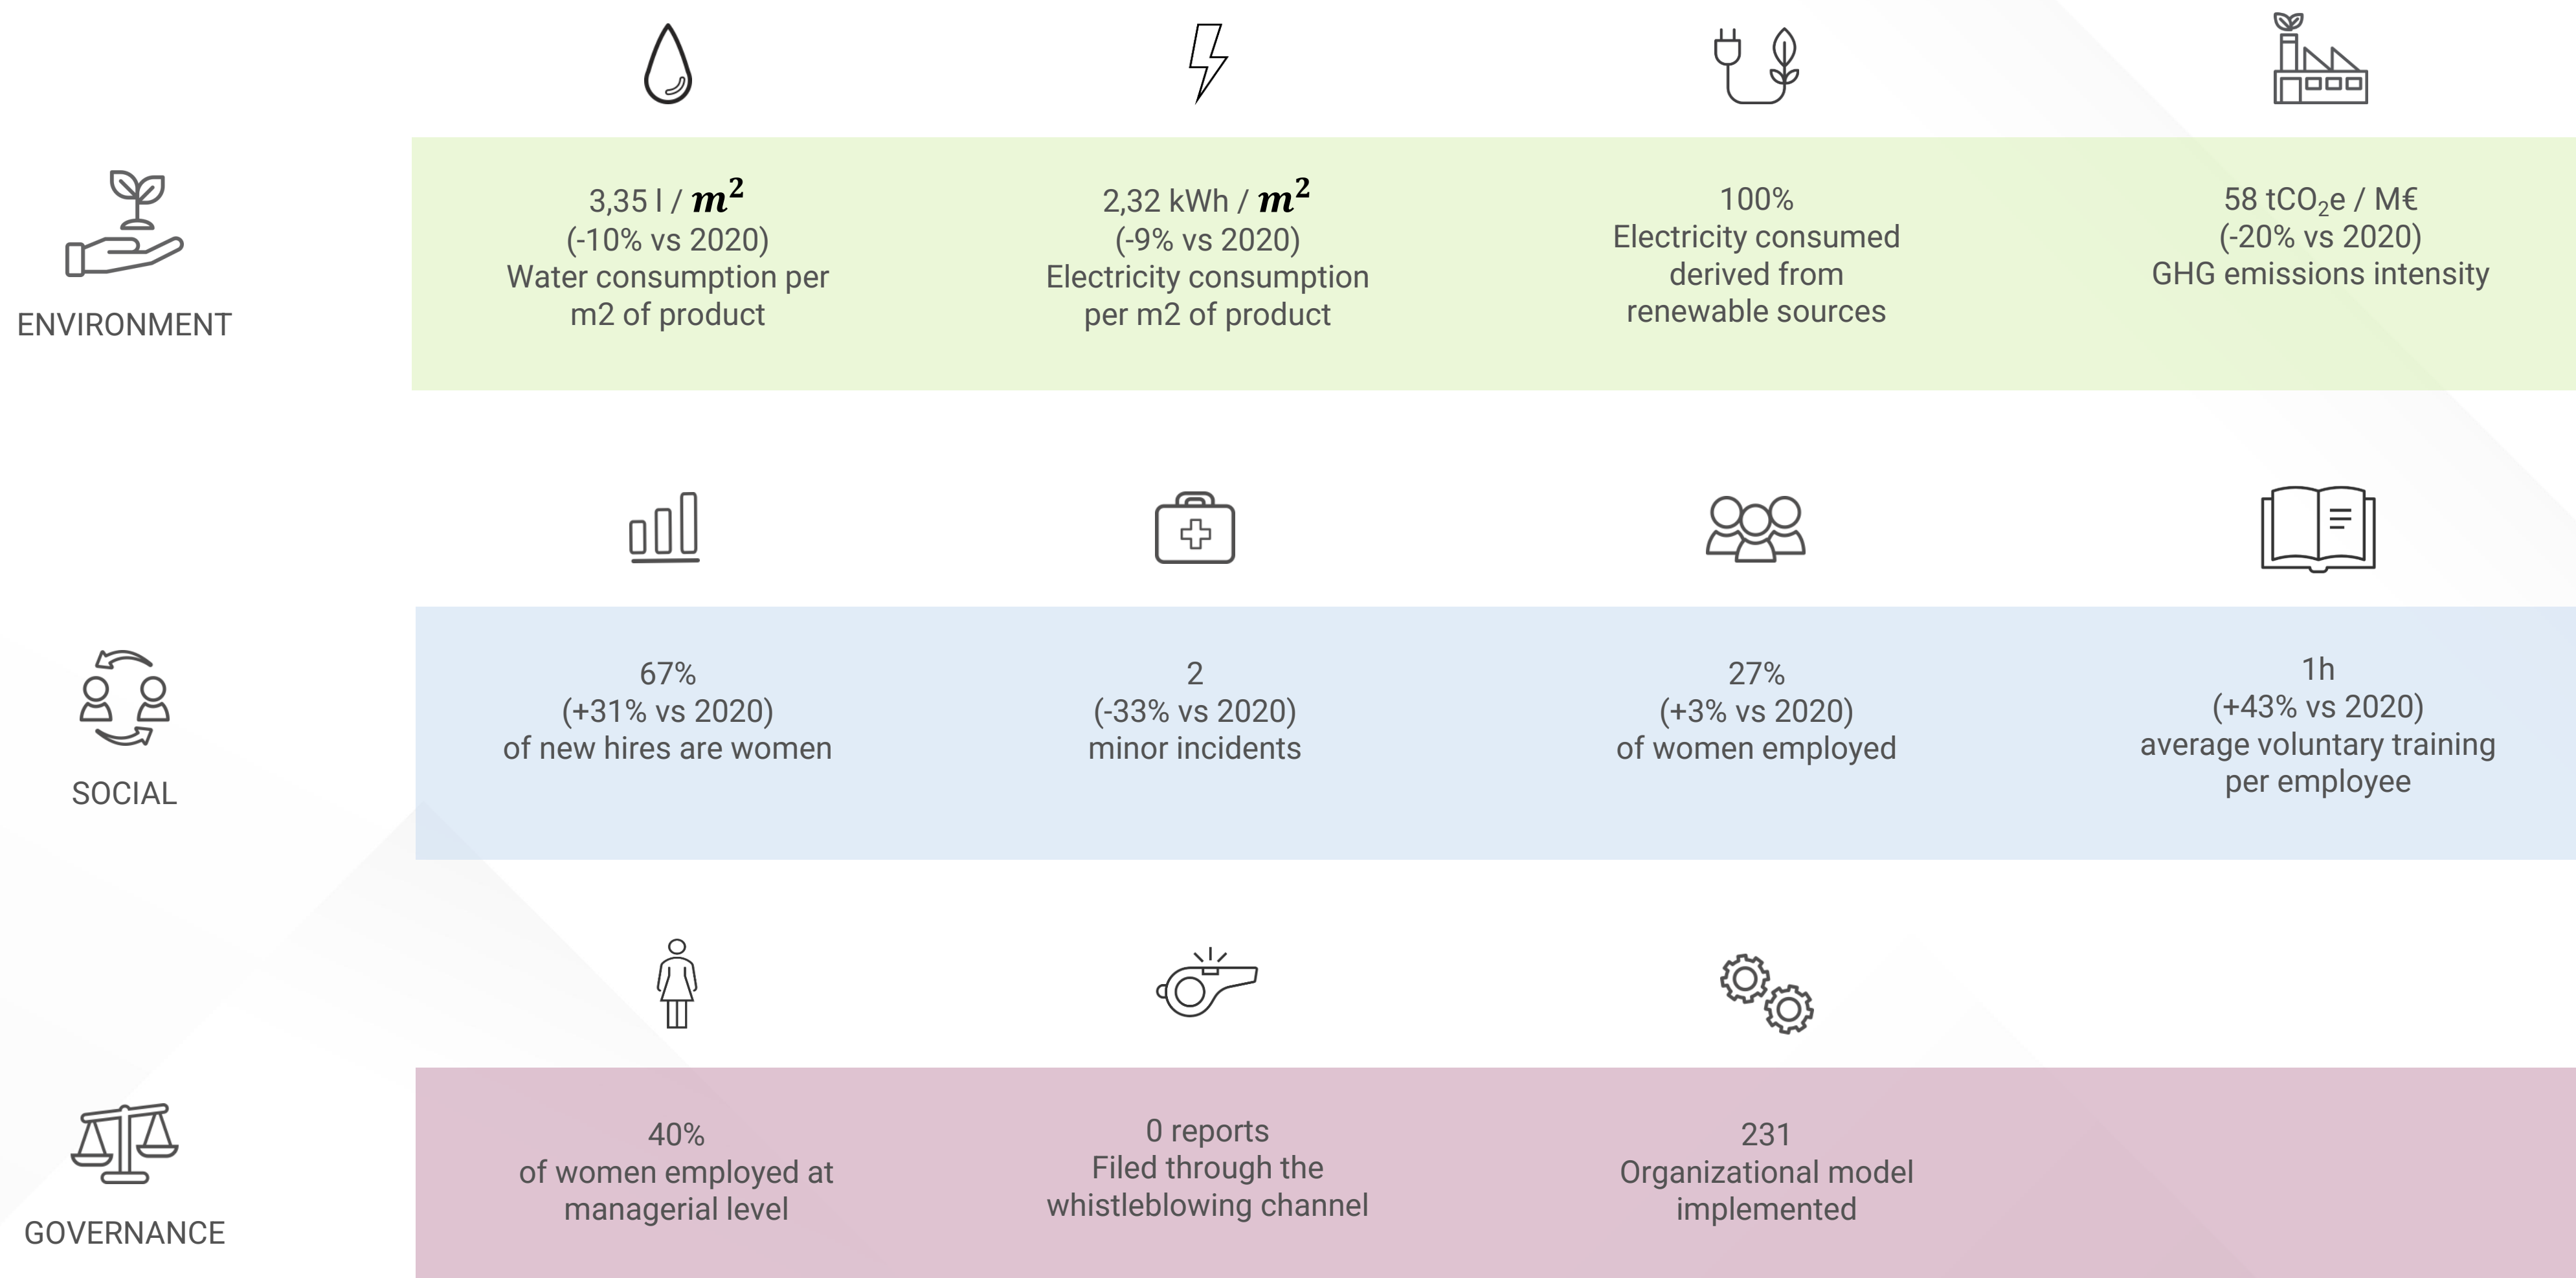 ENVIRONMENT
3,35 l / m²
(-10% vs 2020)
Water consumption per
m2 of product
2,32 kWh / m²
(-9% vs 2020)
Electricity consumption
per m2 of product
100%
Electricity consumed
derived from
renewable sources
58 tCO₂e / M€
(-20% vs 2020)
GHG emissions intensity
SOCIAL
67%
(+31% vs 2020)
of new hires are women
2
(-33% vs 2020)
minor incidents
27%
(+3% vs 2020)
of women employed
1h
(+43% vs 2020)
average voluntary training
per employee
GOVERNANCE
40%
of women employed at
managerial level
0 reports
Filed through the
whistleblowing channel
231
Organizational model
implemented